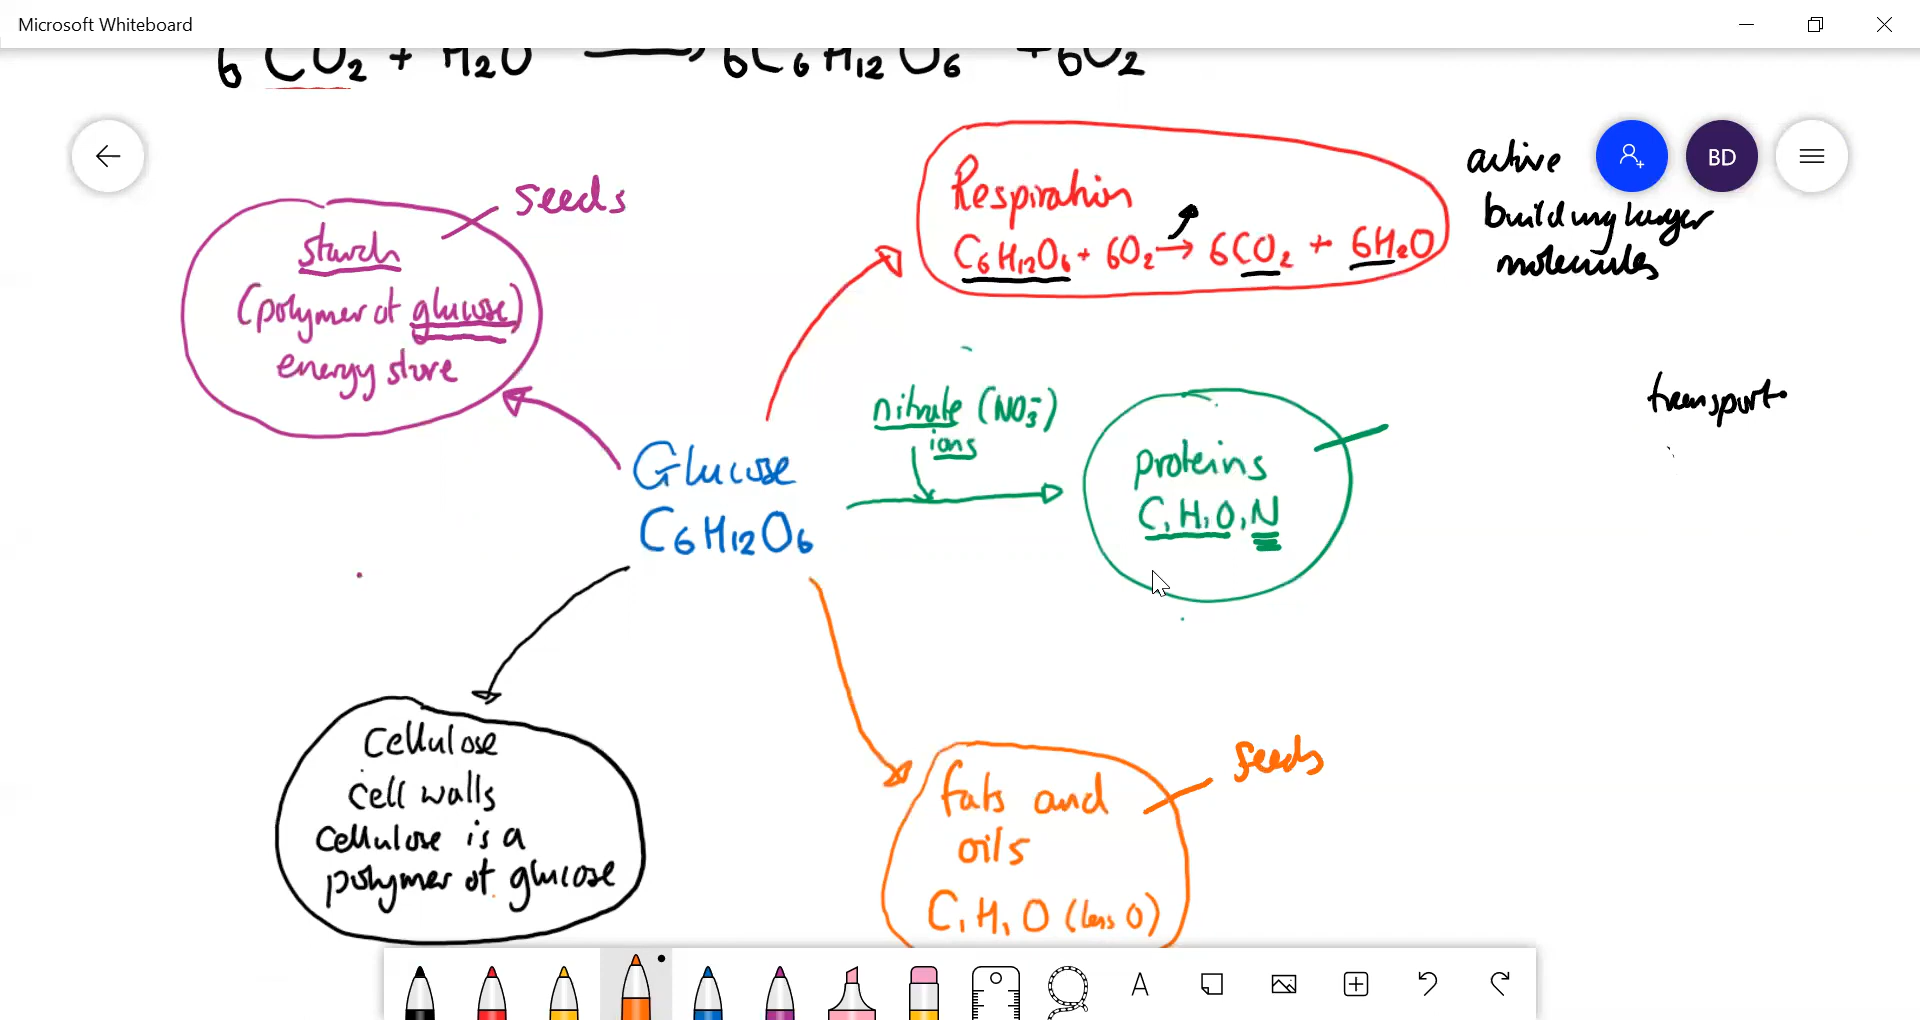 Microsoft Whiteboard
6 CO2 + H2O ⟶ 6C6H12O6 + 6O2
seeds
starch
(polymer of glucose)
energy store
Respiration
C6H12O6 + 6O2 → 6CO2 + 6H2O
active
BD
building larger
molecules
transport
nitrate (NO3-)
ions
proteins
C, H, O, N
Glucose
C6H12O6
Cellulose
cell walls
Cellulose is a
polymer of glucose
fats and
oils
C, H, O (less O)
seeds
A